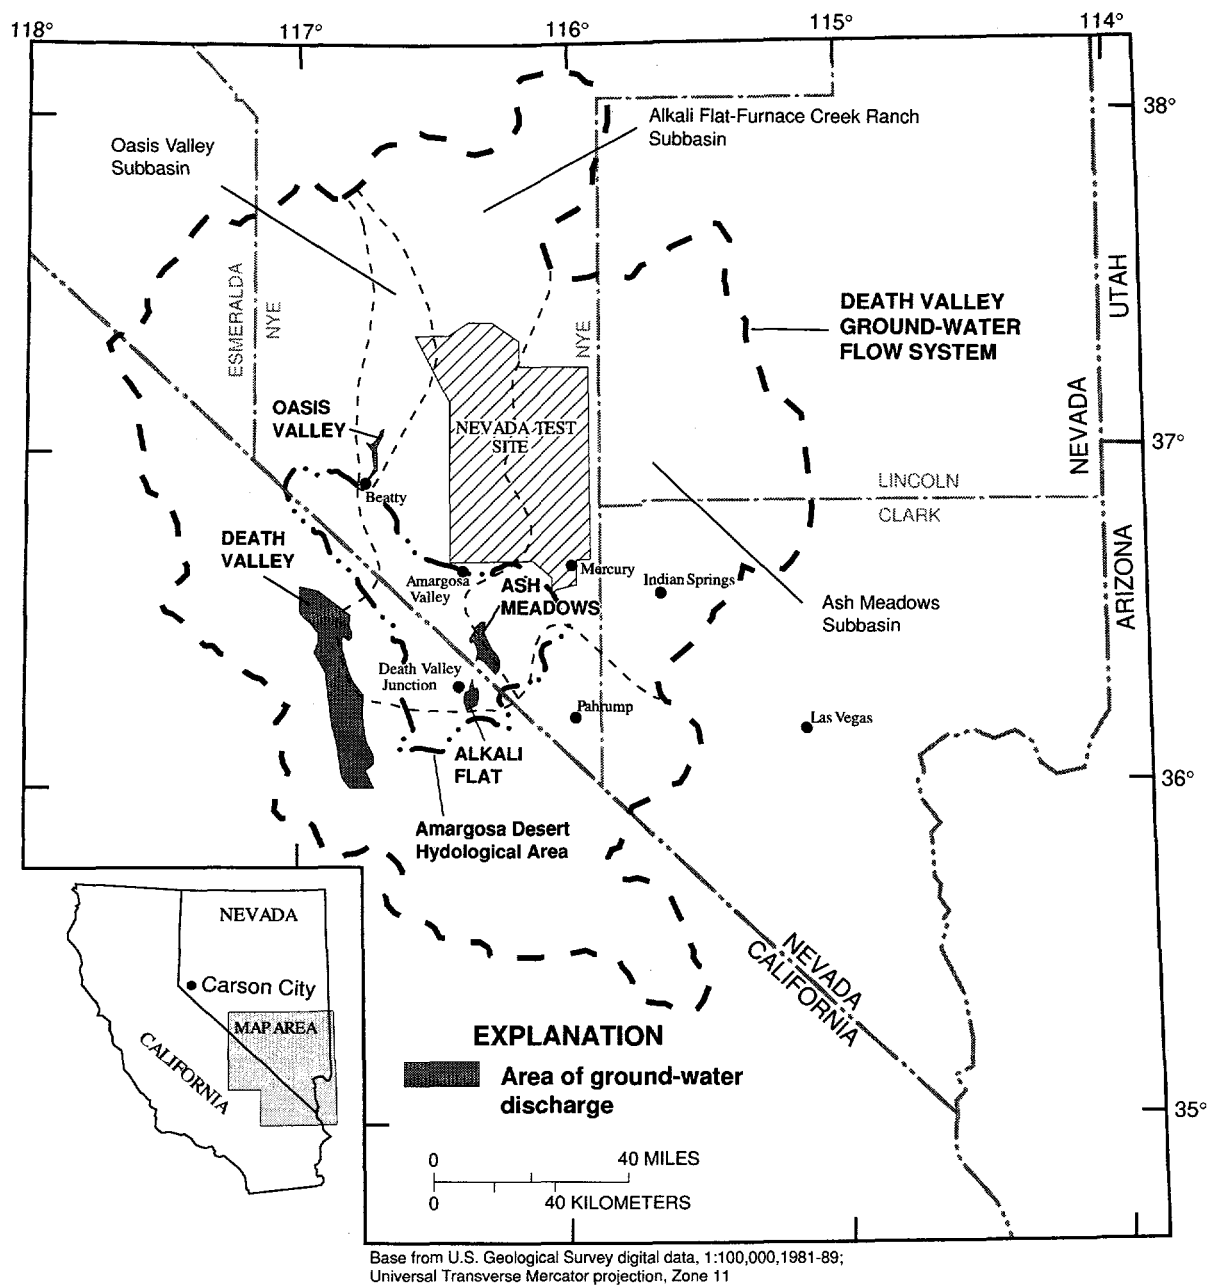 118°
117°
116°
115°
114°
38°
Alkali Flat-Furnace Creek Ranch
Subbasin
Oasis Valley
Subbasin
ESMERALDA
NYE
NYE
DEATH VALLEY
GROUND-WATER
FLOW SYSTEM
UTAH
NEVADA
ARIZONA
OASIS
VALLEY
NEVADA TEST
SITE
37°
LINCOLN
CLARK
Beatty
DEATH
VALLEY
Amargosa
Valley
ASH
MEADOWS
Mercury
Indian Springs
Ash Meadows
Subbasin
Death Valley
Junction
Pahrump
Las Vegas
ALKALI
FLAT
36°
Amargosa Desert
Hydological Area
NEVADA
CALIFORNIA
NEVADA
Carson City
MAP AREA
CALIFORNIA
EXPLANATION
Area of ground-water
discharge
35°
0 40 MILES
0 40 KILOMETERS
Base from U.S. Geological Survey digital data, 1:100,000,1981-89;
Universal Transverse Mercator projection, Zone 11